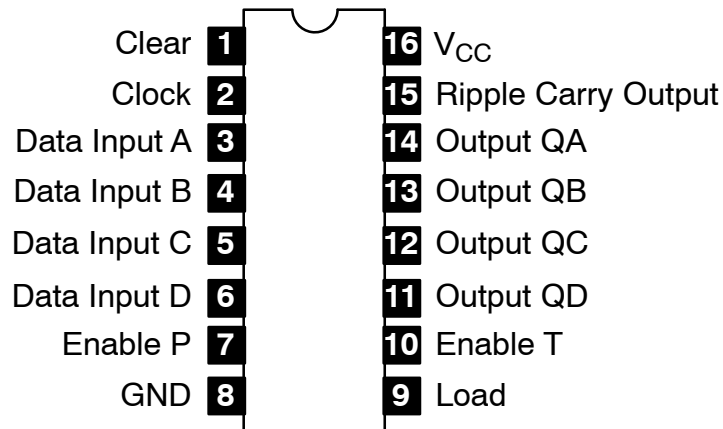 Clear 1 16 VCC
Clock 2 15 Ripple Carry Output
Data Input A 3 14 Output QA
Data Input B 4 13 Output QB
Data Input C 5 12 Output QC
Data Input D 6 11 Output QD
Enable P 7 10 Enable T
GND 8 9 Load